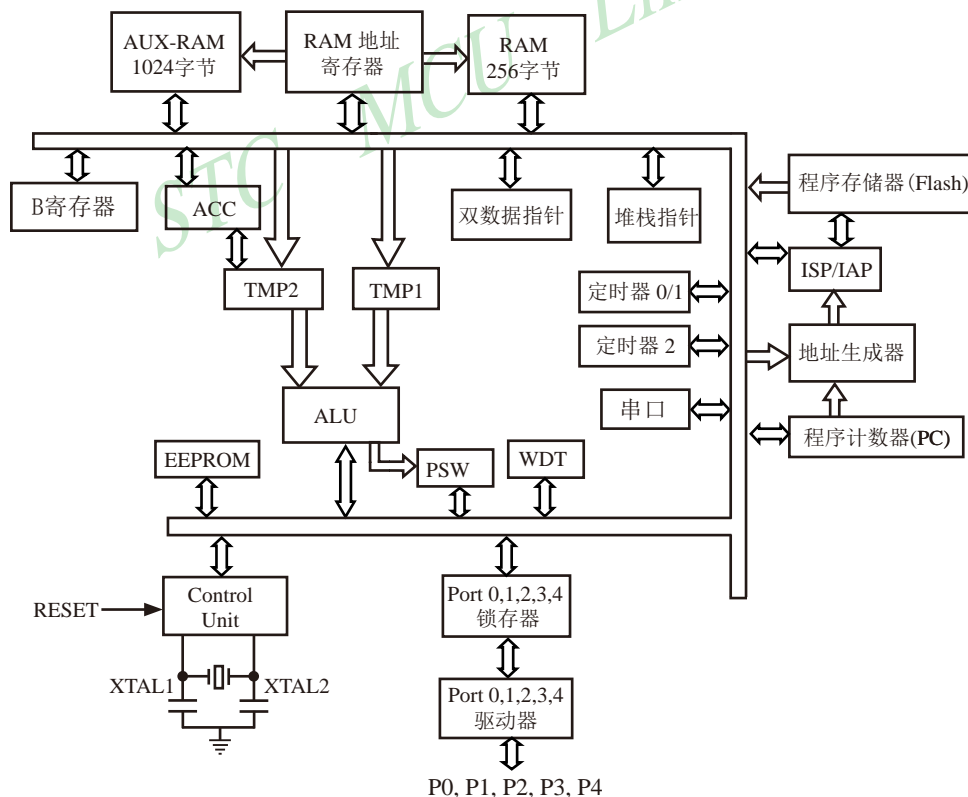 STC MCU
AUX-RAM
1024字节
RAM 地址
寄存器
RAM
256字节
B寄存器
ACC
双数据指针
堆栈指针
程序存储器(Flash)
ISP/IAP
TMP2
TMP1
定时器 0/1
定时器 2
地址生成器
ALU
串口
程序计数器(PC)
EEPROM
PSW
WDT
Control
Unit
RESET
Port 0,1,2,3,4
锁存器
XTAL1
XTAL2
Port 0,1,2,3,4
驱动器
P0, P1, P2, P3, P4